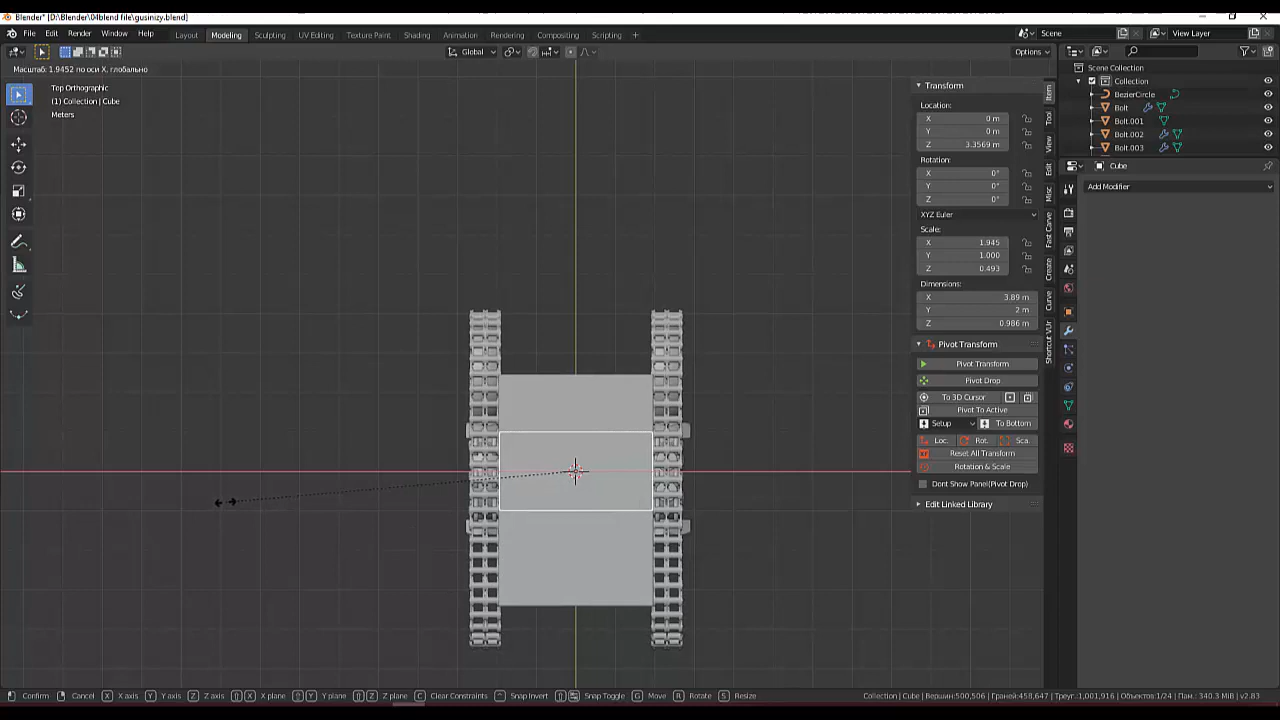 Blender* [D:\Blender\04blend file\gusinizy.blend]
File Edit Render Window Help Layout Modeling Sculpting UV Editing Texture Paint Shading Animation Rendering Compositing Scripting + Scene View Layer
Global Options
Масштаб: 1.9452 по оси X, глобально
Top Orthographic
(1) Collection | Cube
Meters
Transform
Location:
X 0 m
Y 0 m
Z 3.3569 m
Rotation:
X 0°
Y 0°
Z 0°
XYZ Euler
Scale:
X 1.945
Y 1.000
Z 0.493
Dimensions:
X 3.89 m
Y 2 m
Z 0.986 m
Pivot Transform
Pivot Transform
Pivot Drop
To 3D Cursor
Pivot To Active
Setup To Bottom
Loc. Rot. Sca.
Reset All Transform
Rotation & Scale
Dont Show Panel(Pivot Drop)
Edit Linked Library
Item
Tool
View
Edit
Misc
Fast Carve
Create
Curve
Shortcut VUr
Scene Collection
Collection
BezierCircle
Bolt
Bolt.001
Bolt.002
Bolt.003
Cube
Add Modifier
Confirm Cancel X X axis Y Y axis Z Z axis X X plane Y Y plane Z Z plane C Clear Constraints Snap Invert Snap Toggle G Move R Rotate S Resize Collection | Cube | Вершин:500,506 | Граней:458,647 | Треуг.:1,001,916 | Объектов:1/24 | Пам.: 340.3 MiB | v2.83